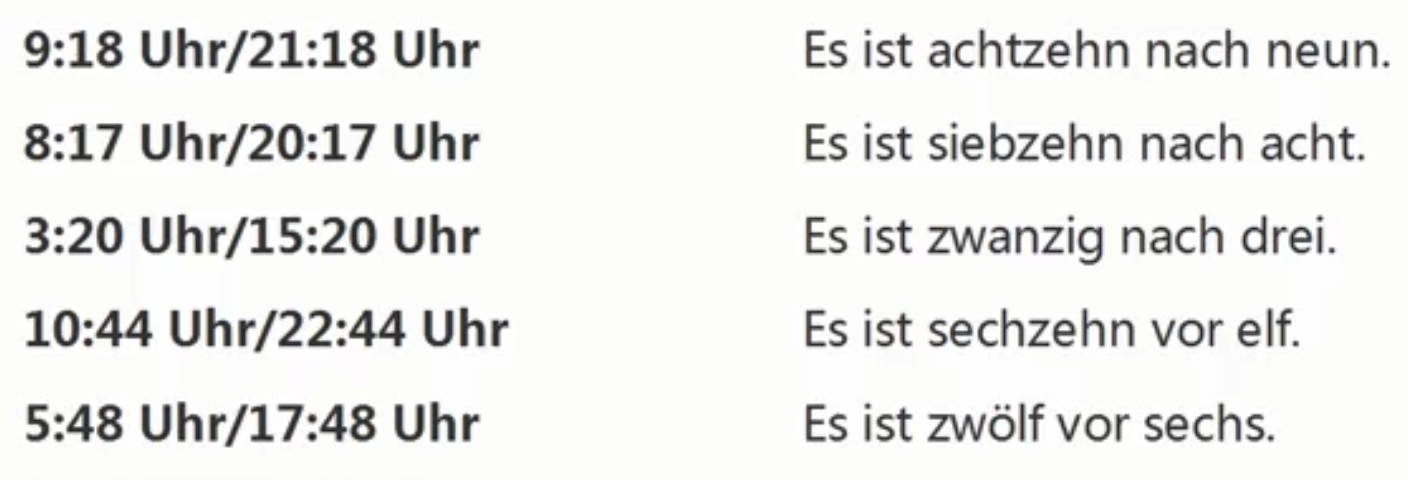 9:18 Uhr/21:18 Uhr Es ist achtzehn nach neun.
8:17 Uhr/20:17 Uhr Es ist siebzehn nach acht.
3:20 Uhr/15:20 Uhr Es ist zwanzig nach drei.
10:44 Uhr/22:44 Uhr Es ist sechzehn vor elf.
5:48 Uhr/17:48 Uhr Es ist zwölf vor sechs.